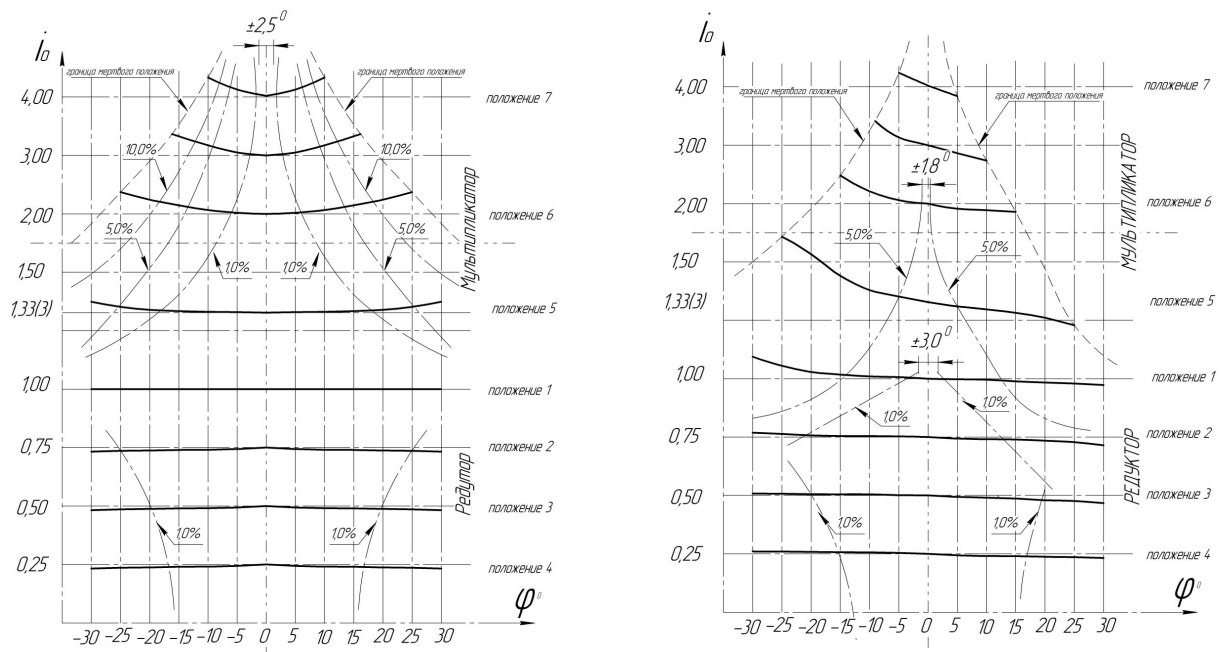 i₀
±2,5⁰
граница мертвого положения
граница мертвого положения
4,00
положение 7
3,00
10,0%
10,0%
2,00
положение 6
5,0%
5,0%
1,0%
1,0%
Мультипликатор
1,50
1,33(3)
положение 5
1,00
положение 1
0,75
положение 2
Редутор
0,50
положение 3
1,0%
1,0%
0,25
положение 4
φ⁰
-30 -25 -20 -15 -10 -5 0 5 10 15 20 25 30
i₀
4,00
положение 7
граница мертвого положения
граница мертвого положения
3,00
±1,8⁰
МУЛЬТИПЛИКАТОР
2,00
положение 6
5,0%
5,0%
1,50
1,33(3)
положение 5
±3,0⁰
1,00
положение 1
1,0%
1,0%
0,75
положение 2
РЕДУКТОР
0,50
положение 3
1,0%
1,0%
0,25
положение 4
φ⁰
-30 -25 -20 -15 -10 -5 0 5 10 15 20 25 30